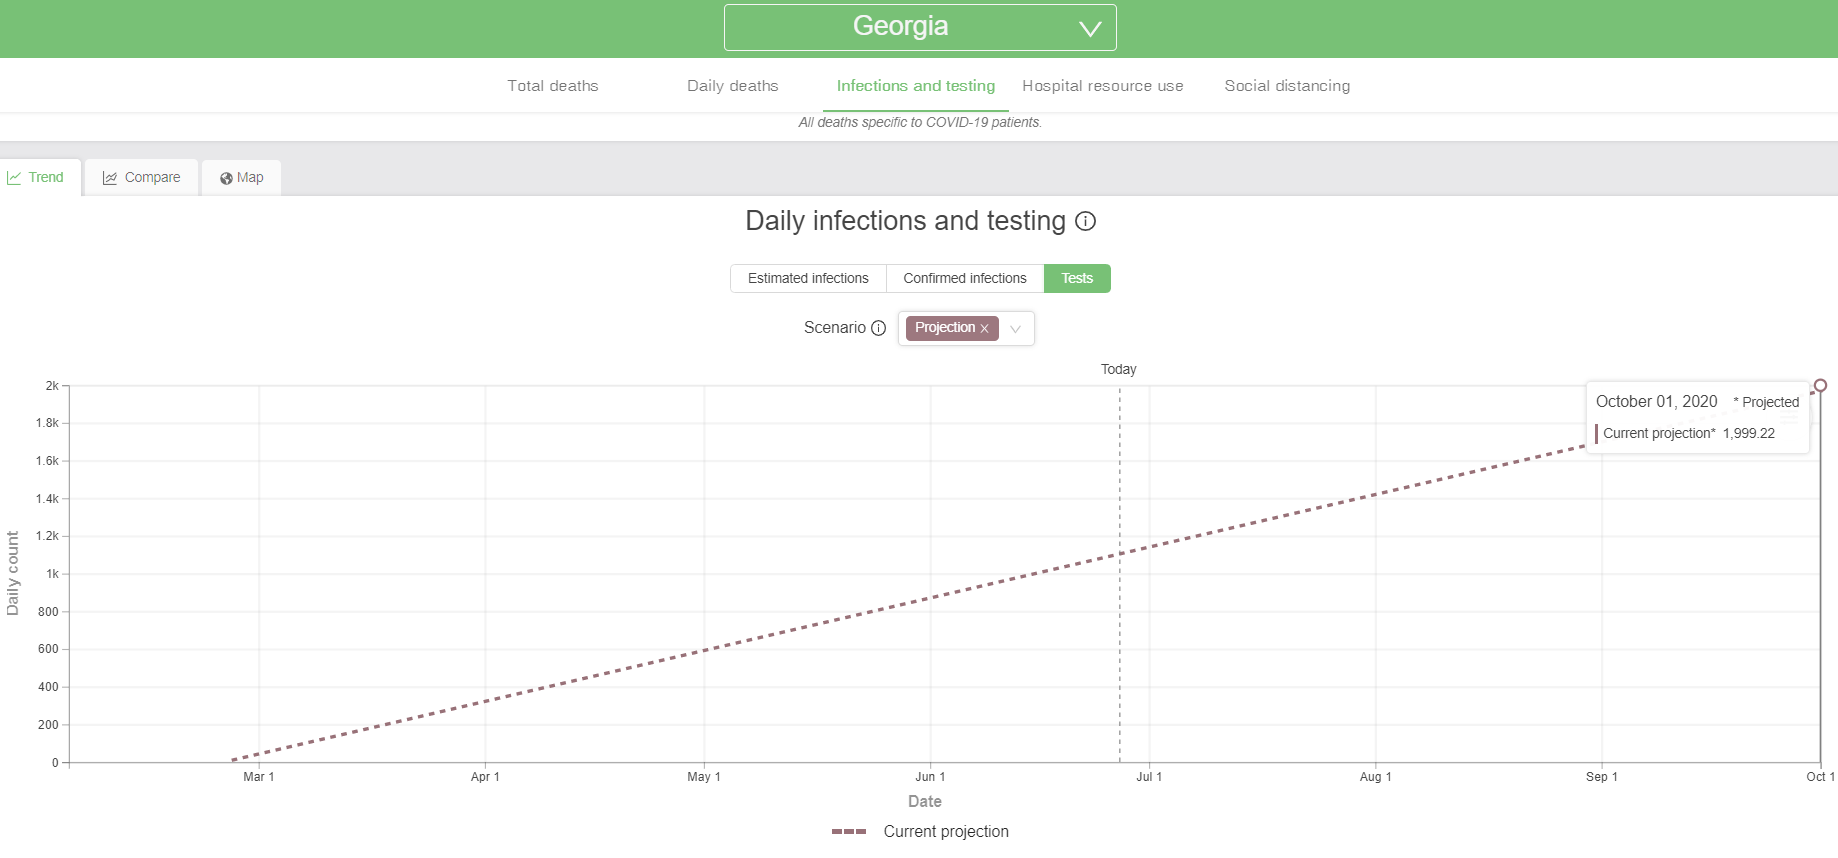 Georgia
Total deaths Daily deaths Infections and testing Hospital resource use Social distancing
All deaths specific to COVID-19 patients.
Trend Compare Map
Daily infections and testing
Estimated infections Confirmed infections Tests
Scenario Projection
Today
October 01, 2020 * Projected
Current projection* 1,999.22
2k
1.8k
1.6k
1.4k
1.2k
1k
800
600
400
200
0
Daily count
Mar 1 Apr 1 May 1 Jun 1 Jul 1 Aug 1 Sep 1 Oct 1
Date
Current projection